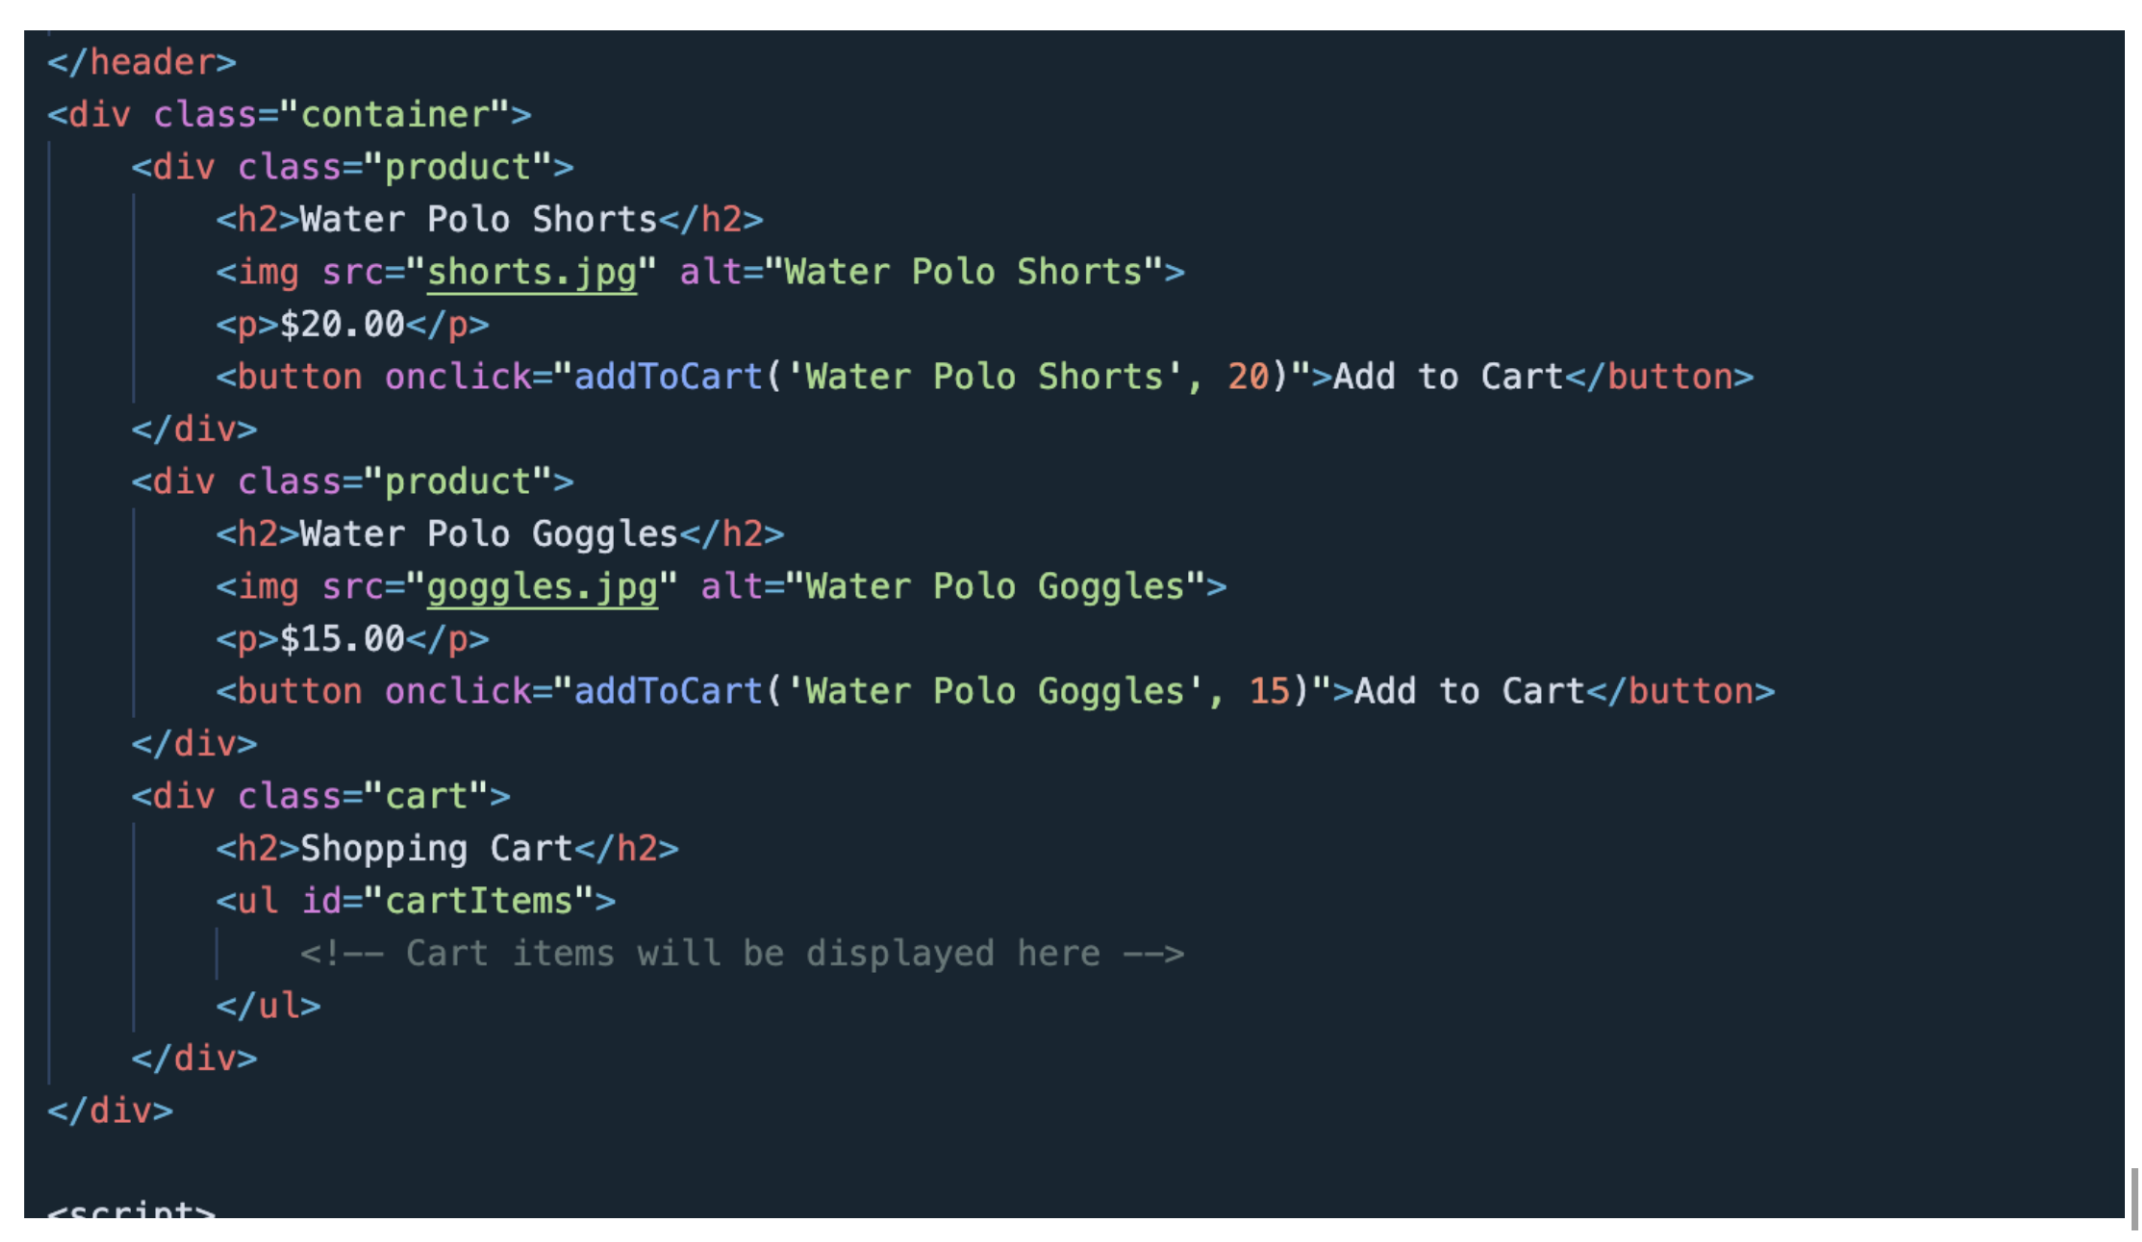 </header>
<div class="container">
    <div class="product">
        <h2>Water Polo Shorts</h2>
        <img src="shorts.jpg" alt="Water Polo Shorts">
        <p>$20.00</p>
        <button onclick="addToCart('Water Polo Shorts', 20)">Add to Cart</button>
    </div>
    <div class="product">
        <h2>Water Polo Goggles</h2>
        <img src="goggles.jpg" alt="Water Polo Goggles">
        <p>$15.00</p>
        <button onclick="addToCart('Water Polo Goggles', 15)">Add to Cart</button>
    </div>
    <div class="cart">
        <h2>Shopping Cart</h2>
        <ul id="cartItems">
            <!-- Cart items will be displayed here -->
        </ul>
    </div>
</div>
<script>